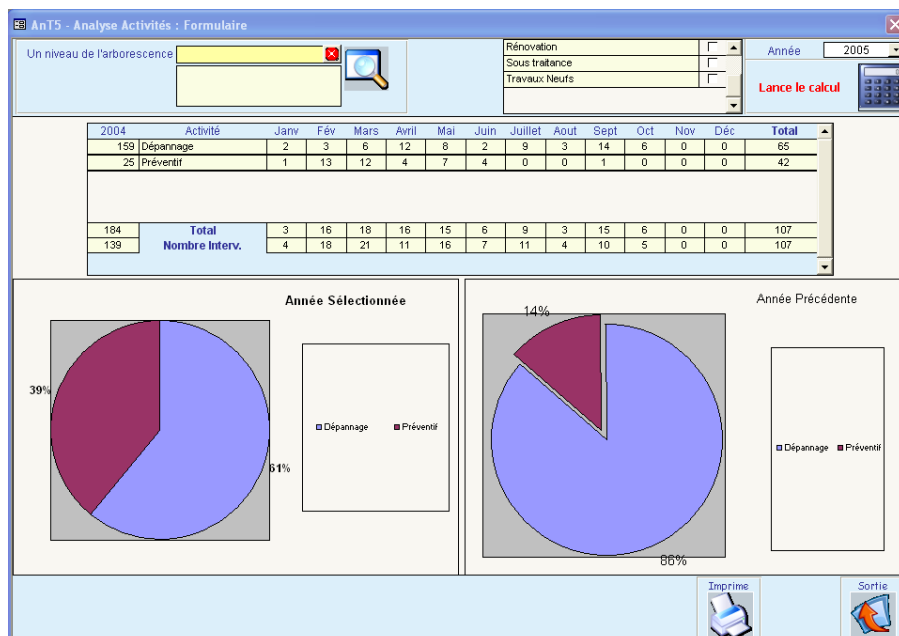 AnT5 - Analyse Activités : Formulaire
Un niveau de l'arborescence
Rénovation
Sous traitance
Travaux Neufs
Année 2005
Lance le calcul
2004 Activité Janv Fév Mars Avril Mai Juin Juillet Aout Sept Oct Nov Déc Total
159 Dépannage 2 3 6 12 8 2 9 3 14 6 0 0 65
25 Préventif 1 13 12 4 7 4 0 0 1 0 0 0 42
184 Total 3 16 18 16 15 6 9 3 15 6 0 0 107
139 Nombre Interv. 4 18 21 11 16 7 11 4 10 5 0 0 107
Année Sélectionnée
39%
61%
Dépannage Préventif
Année Précédente
14%
86%
Dépannage Préventif
Imprime
Sortie